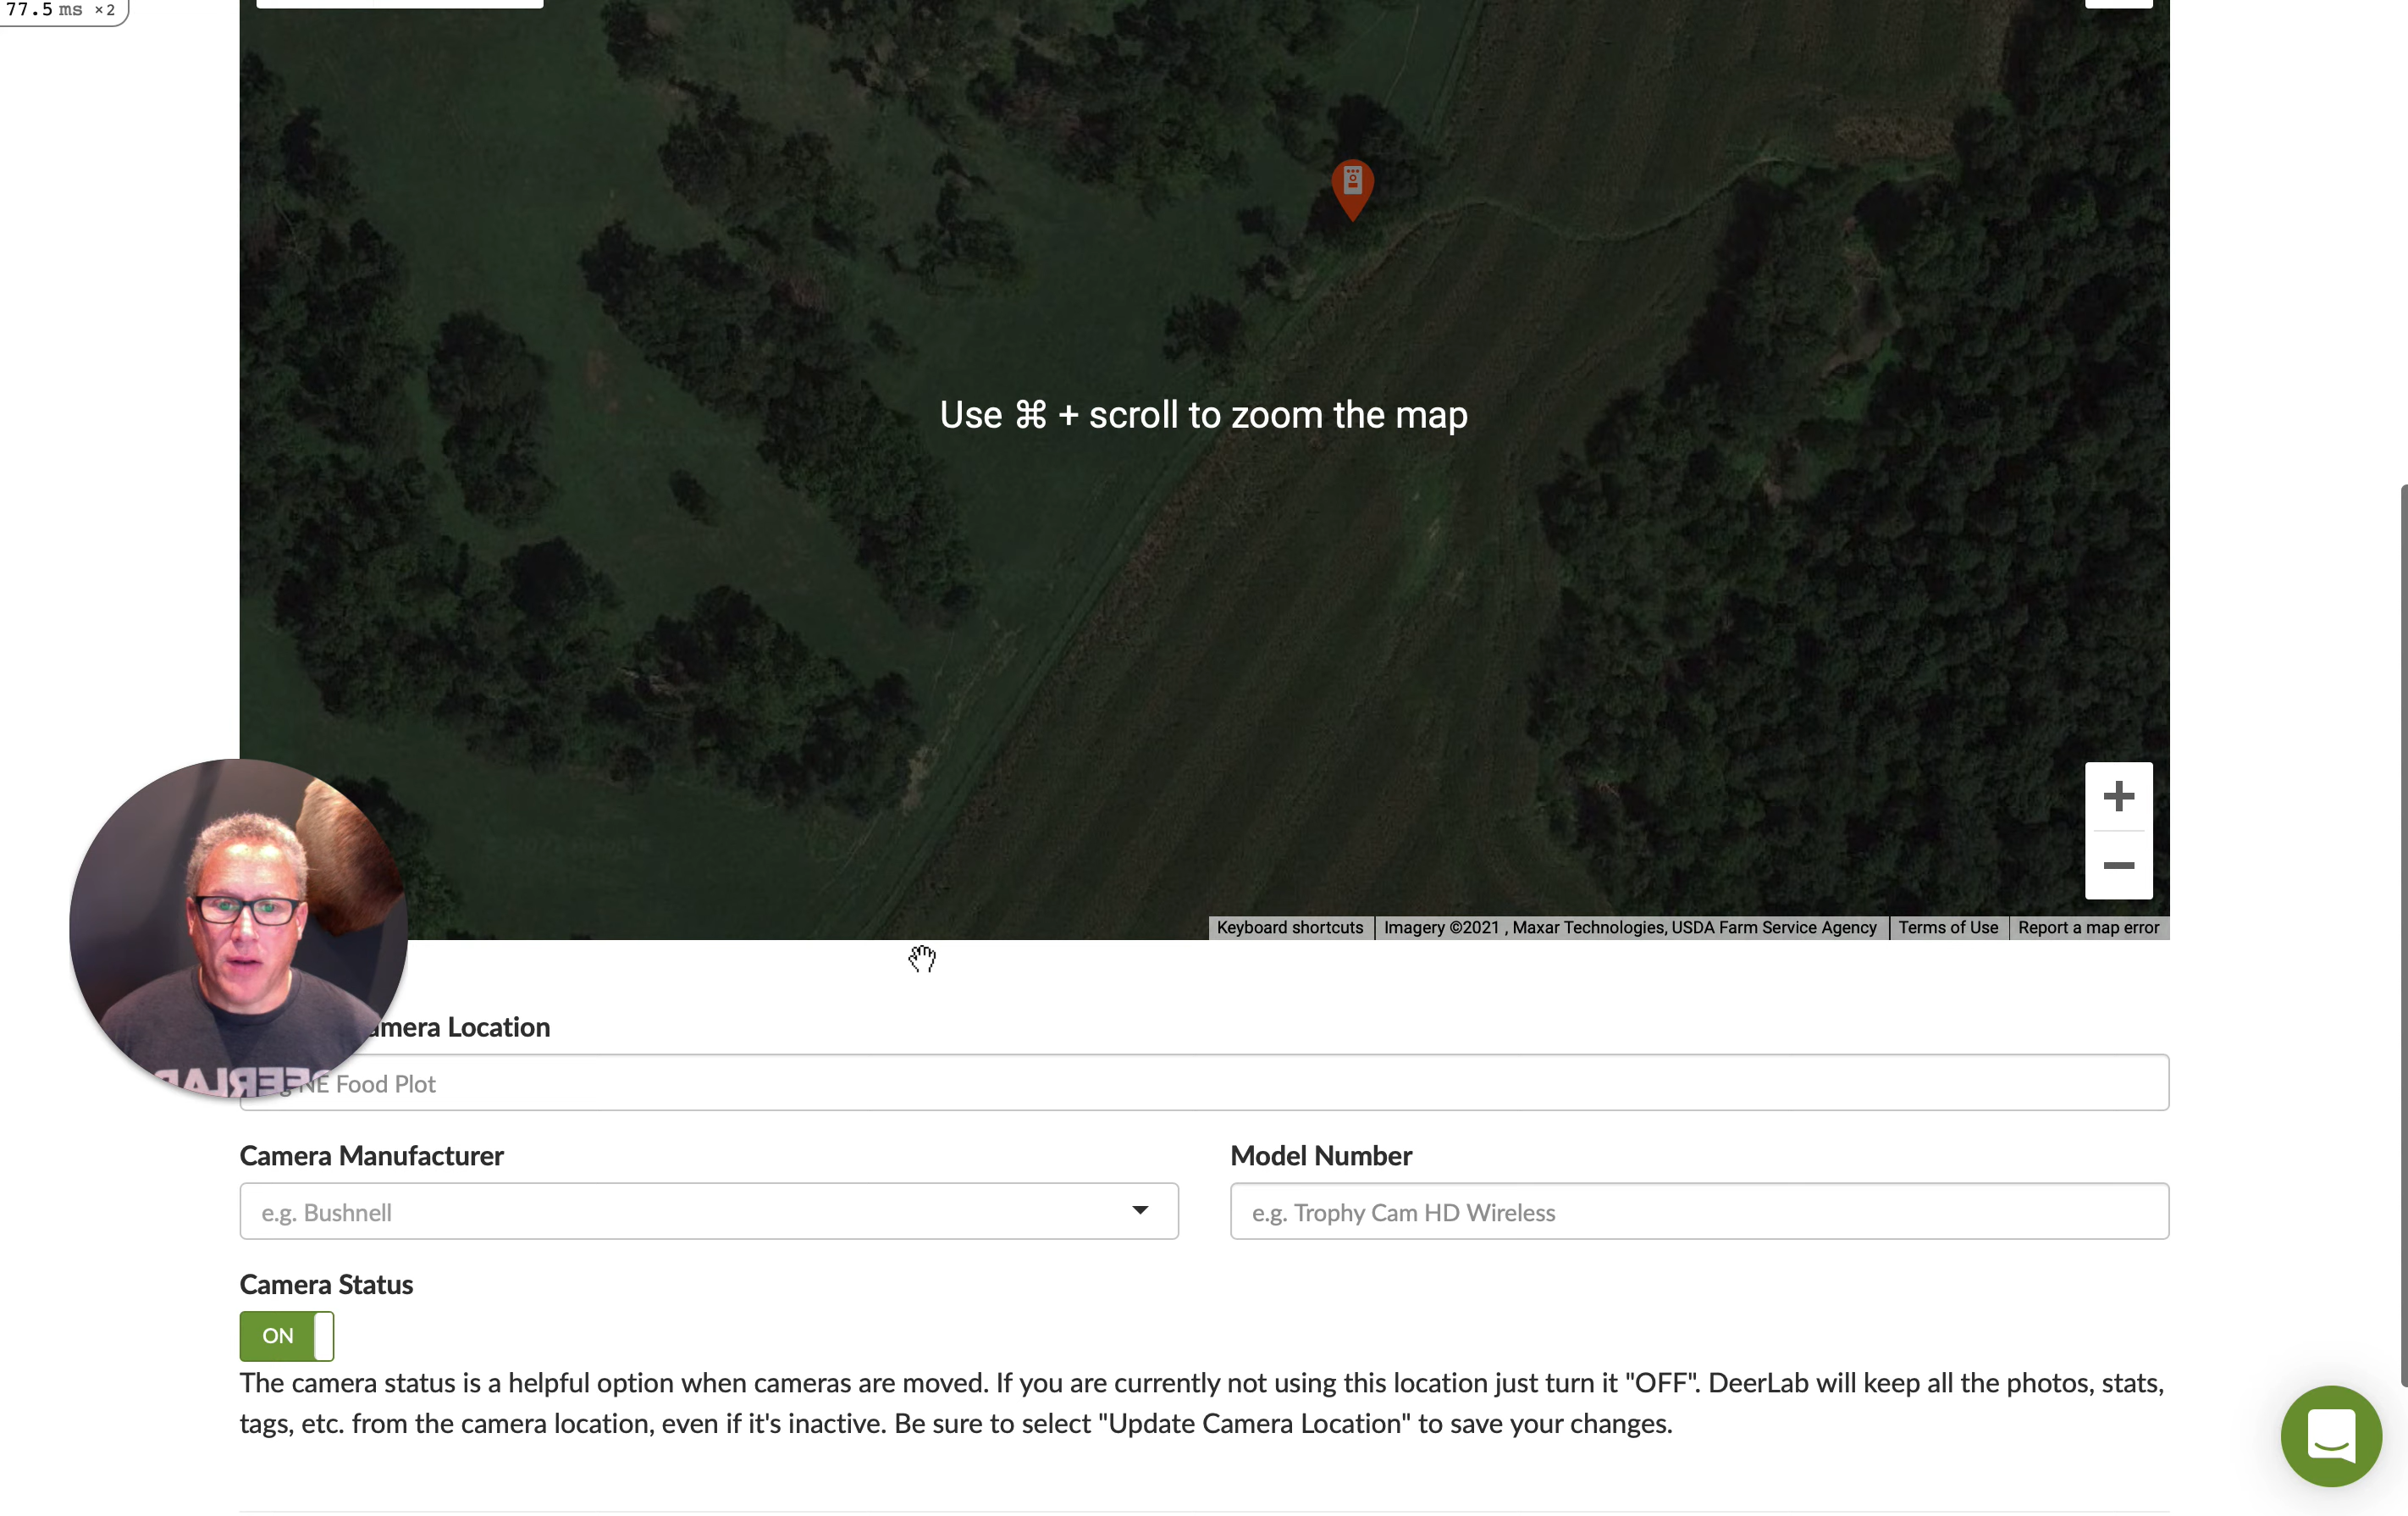 77.5 ms ×2
Use ⌘ + scroll to zoom the map
Keyboard shortcuts Imagery ©2021 , Maxar Technologies, USDA Farm Service Agency Terms of Use Report a map error
amera Location
NE Food Plot
Camera Manufacturer Model Number
e.g. Bushnell e.g. Trophy Cam HD Wireless
Camera Status
ON
The camera status is a helpful option when cameras are moved. If you are currently not using this location just turn it "OFF". DeerLab will keep all the photos, stats,
tags, etc. from the camera location, even if it's inactive. Be sure to select "Update Camera Location" to save your changes.